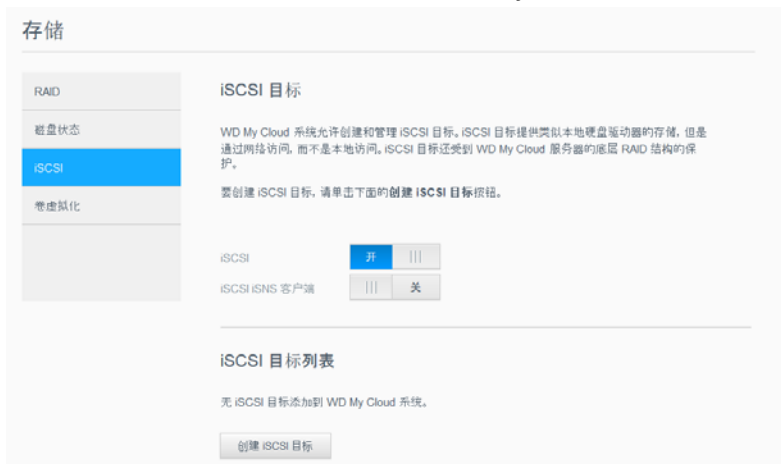 存储
RAID
磁盘状态
iSCSI
卷虚拟化
iSCSI 目标
WD My Cloud 系统允许创建和管理 iSCSI 目标。iSCSI 目标提供类似本地硬盘驱动器的存储, 但是
通过网络访问, 而不是本地访问。iSCSI 目标还受到 WD My Cloud 服务器的底层 RAID 结构的保
护。
要创建 iSCSI 目标, 请单击下面的创建 iSCSI 目标按钮。
iSCSI 开
iSCSI iSNS 客户端 关
iSCSI 目标列表
无 iSCSI 目标添加到 WD My Cloud 系统。
创建 iSCSI 目标